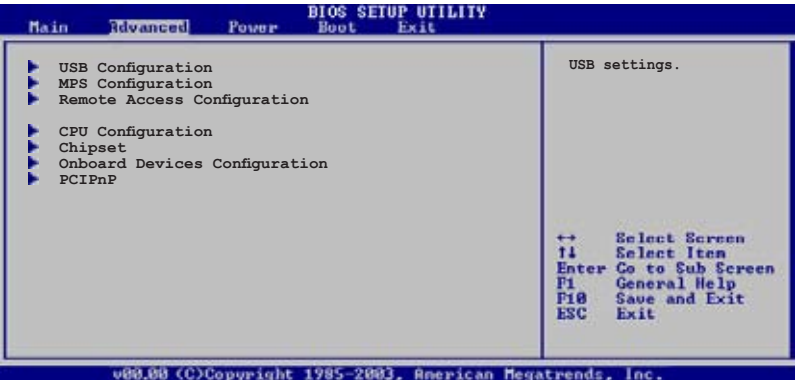 BIOS SETUP UTILITY
Main Advanced Power Boot Exit
USB Configuration
MPS Configuration
Remote Access Configuration
CPU Configuration
Chipset
Onboard Devices Configuration
PCIPnP
USB settings.
↔ Select Screen
↑↓ Select Item
Enter Go to Sub Screen
F1 General Help
F10 Save and Exit
ESC Exit
v00.00 (C)Copyright 1985-2003, American Megatrends, Inc.